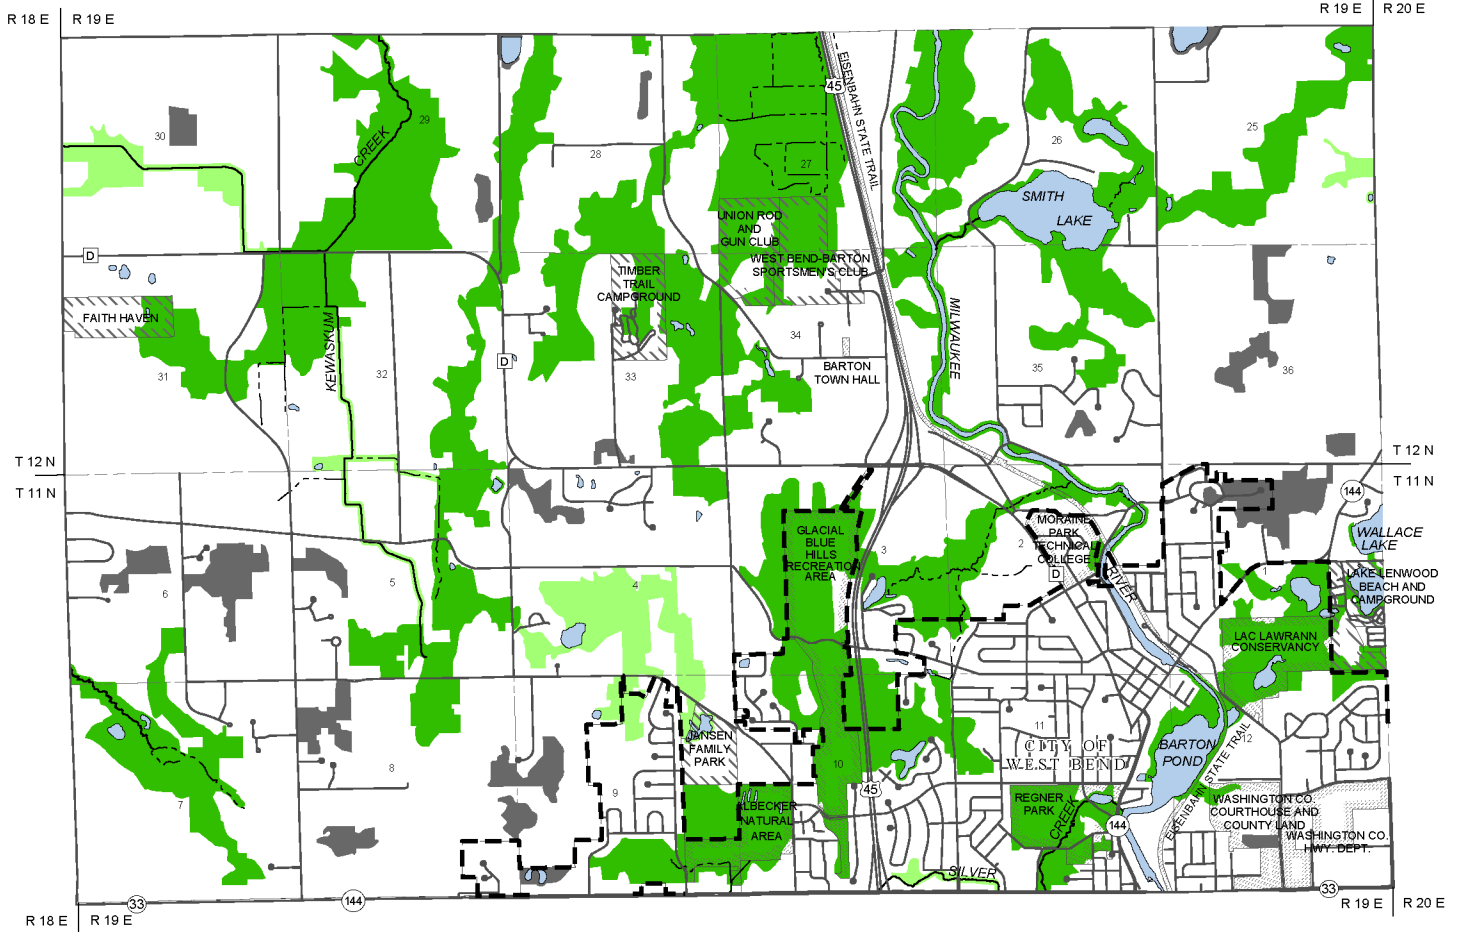 R 18 E
R 19 E
R 19 E
R 20 E
45
EISENBAHN STATE TRAIL
30
29
CREEK
28
27
26
25
SMITH
LAKE
UNION ROD
AND
GUN CLUB
WEST BEND-BARTON
SPORTSMEN'S CLUB
D
TIMBER
TRAIL
CAMPGROUND
FAITH HAVEN
KEWASKUM
MILWAUKEE
34
D
BARTON
TOWN HALL
31
32
33
35
36
T 12 N
T 11 N
T 12 N
T 11 N
144
GLACIAL
BLUE
HILLS
RECREATION
AREA
MORAINE
PARK
TECHNICAL
COLLEGE
D
RIVER
WALLACE
LAKE
LAKE LENWOOD
BEACH AND
CAMPGROUND
6
5
4
3
2
1
LAC LAWRANN
CONSERVANCY
JANSEN
FAMILY
PARK
11
CITY OF
WEST BEND
BARTON
POND
12
EISENBAHN STATE TRAIL
7
8
9
10
45
ALBECKER
NATURAL
AREA
REGNER
PARK
CREEK
144
WASHINGTON CO.
COURTHOUSE AND
COUNTY LAND
WASHINGTON CO.
HWY. DEPT.
SILVER
33
144
33
R 18 E
R 19 E
R 19 E
R 20 E